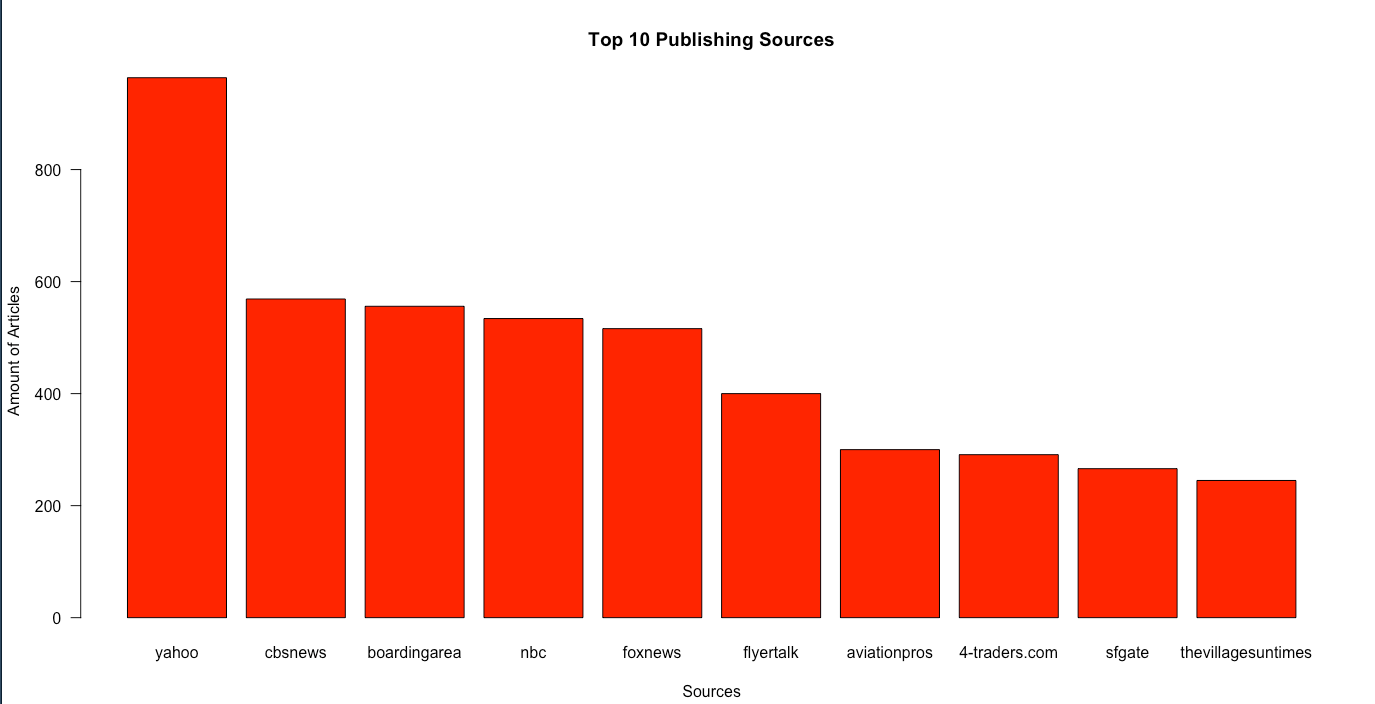 Top 10 Publishing Sources
Amount of Articles
800
600
400
200
0
yahoo cbsnews boardingarea nbc foxnews flyertalk aviationpros 4-traders.com sfgate thevillagesuntimes
Sources